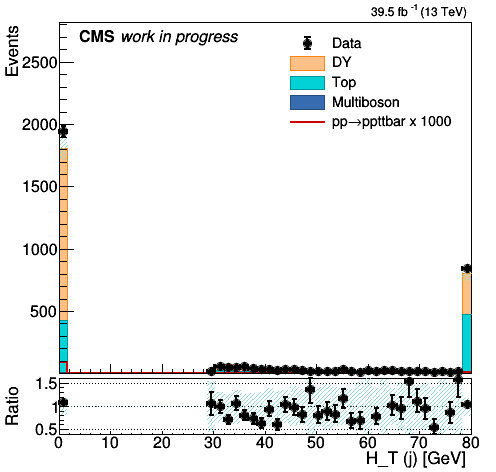 39.5 fb⁻¹ (13 TeV)
CMS work in progress
Data
DY
Top
Multiboson
pp→ppttbar x 1000
Events
2500
2000
1500
1000
500
Ratio
1.5
1
0.5
0 10 20 30 40 50 60 70 80
H_T (j) [GeV]